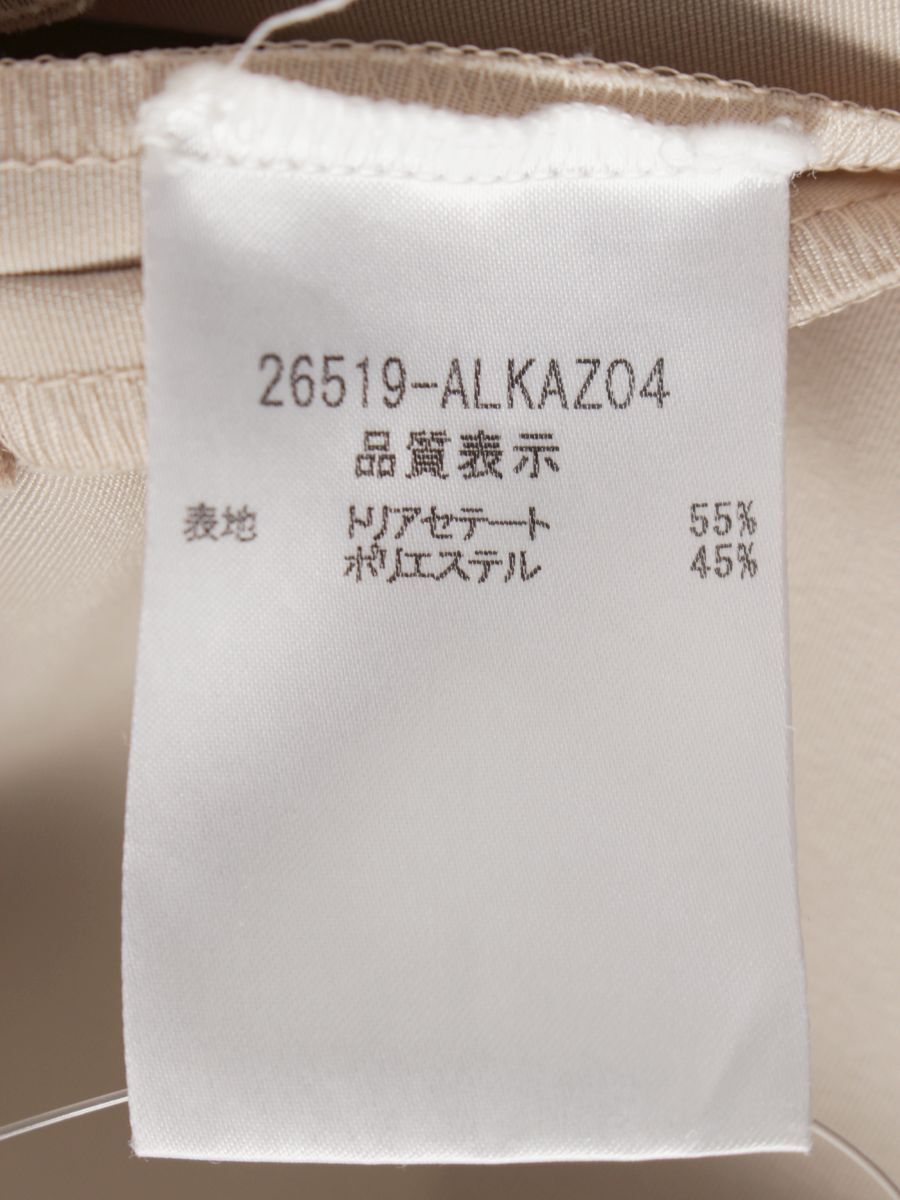 26519-ALKAZ04
品質表示
表地 トリアセテート 55%
ポリエステル 45%